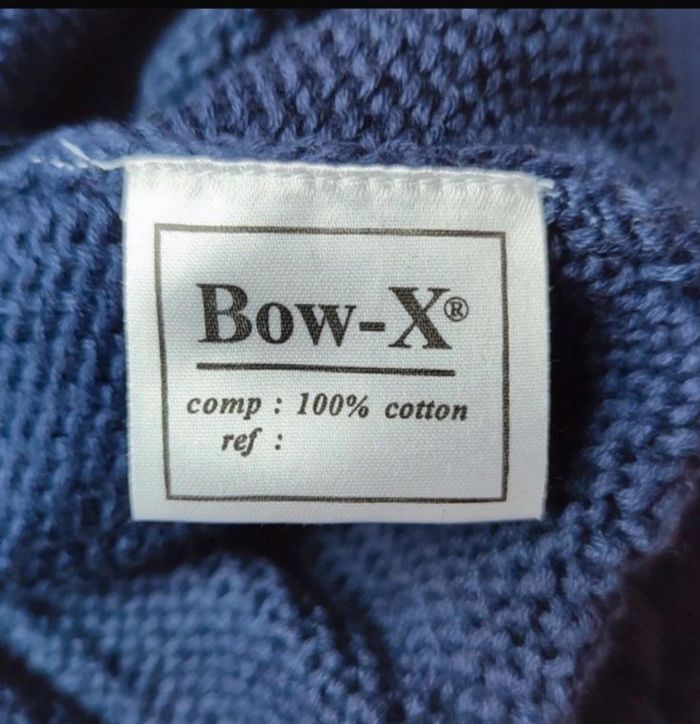 Bow-X®
comp : 100% cotton
ref :